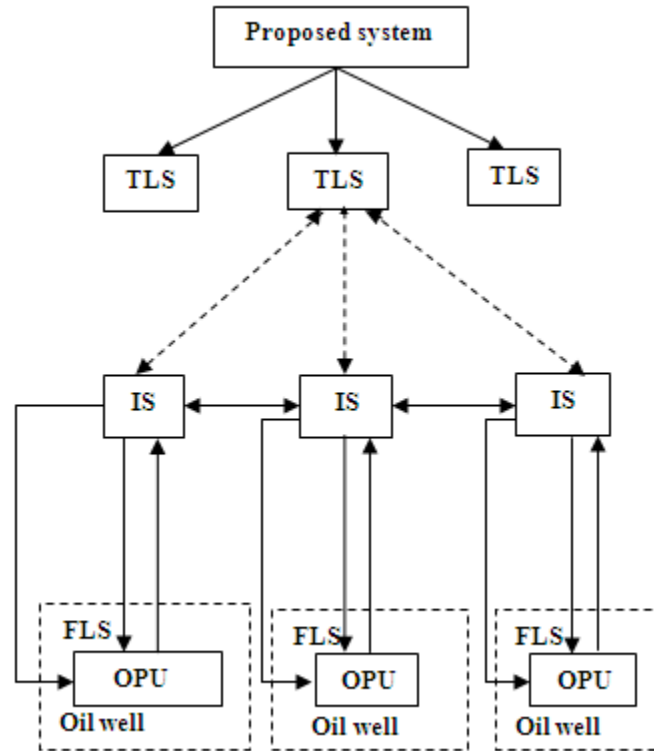 Proposed system
TLS
TLS
TLS
IS
IS
IS
FLS
FLS
FLS
OPU
OPU
OPU
Oil well
Oil well
Oil well